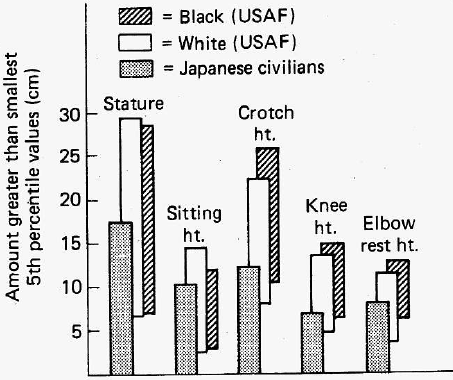 = Black (USAF)
= White (USAF)
= Japanese civilians
Amount greater than smallest
5th percentile values (cm)
30
25
20
15
10
5
Stature
Sitting
ht.
Crotch
ht.
Knee
ht.
Elbow
rest ht.